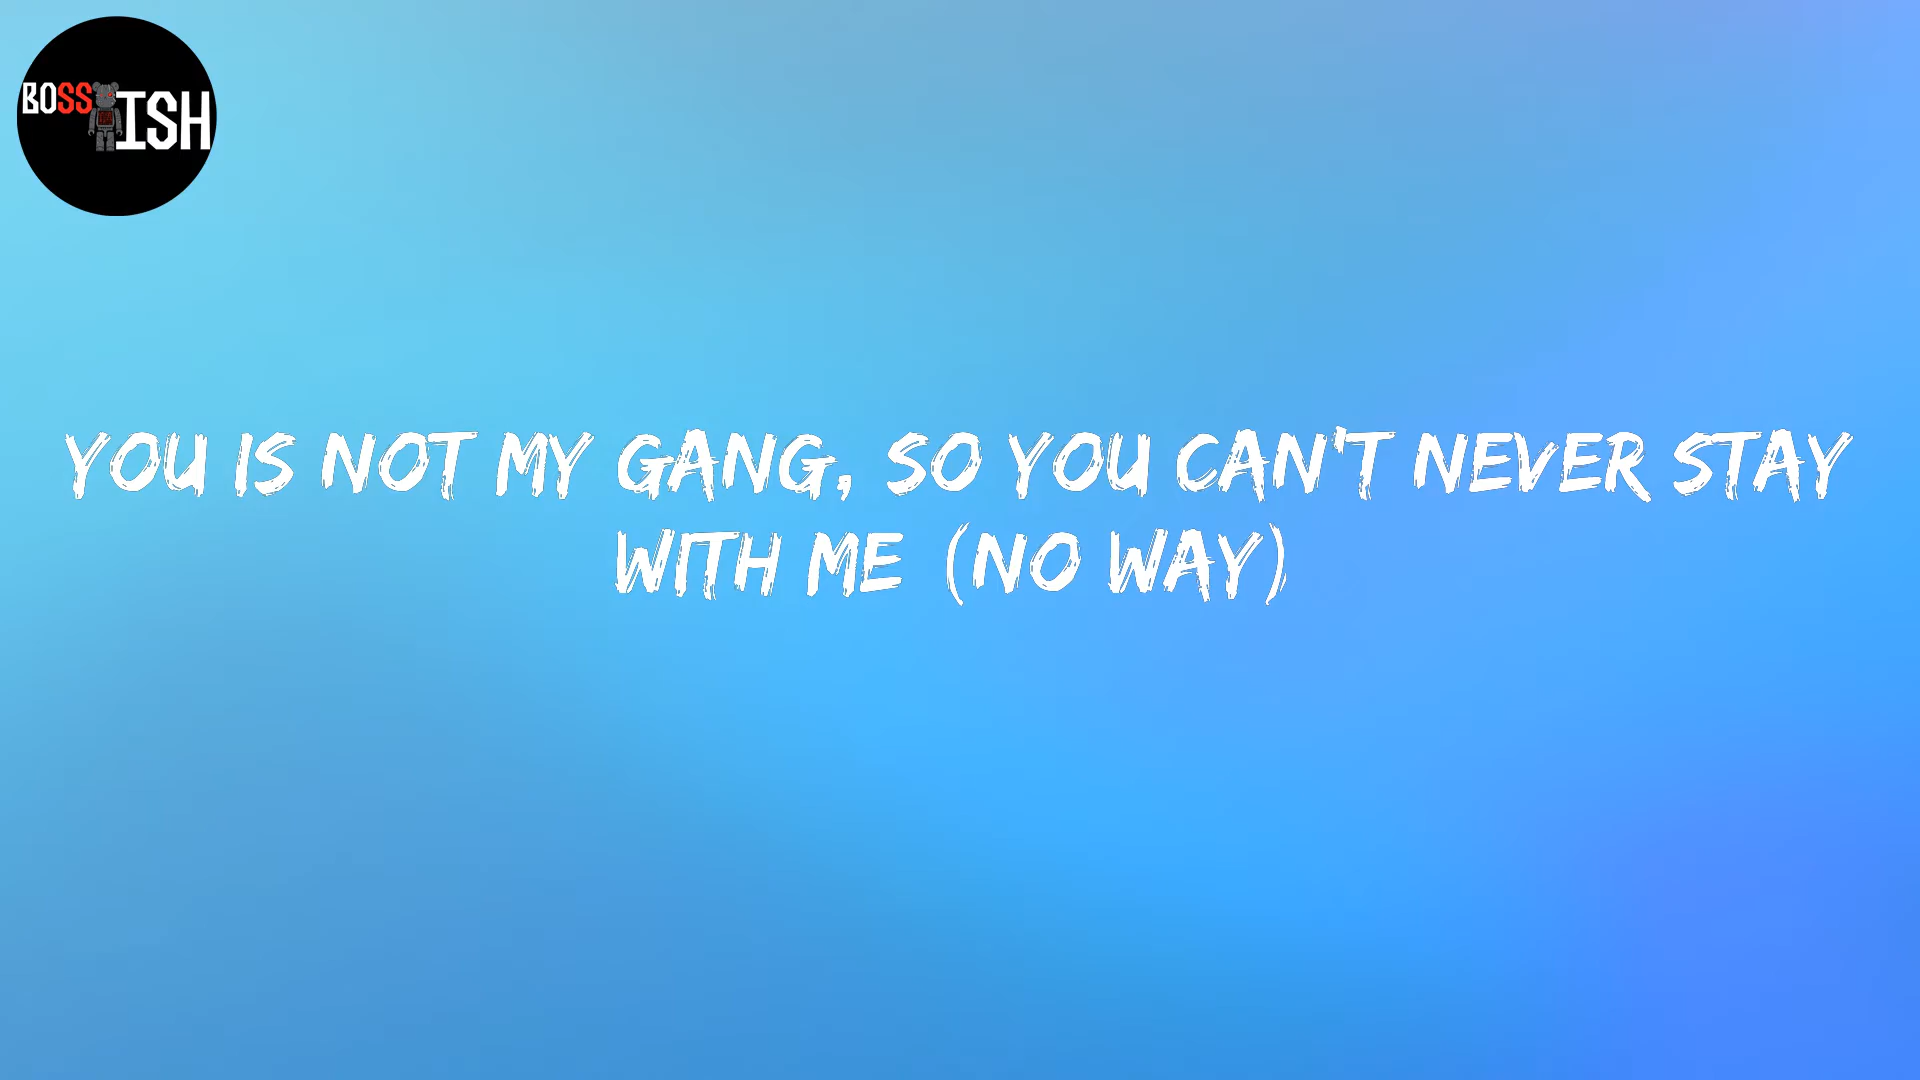 BOSS ISH
YOU IS NOT MY GANG, SO YOU CAN'T NEVER STAY
WITH ME (NO WAY)